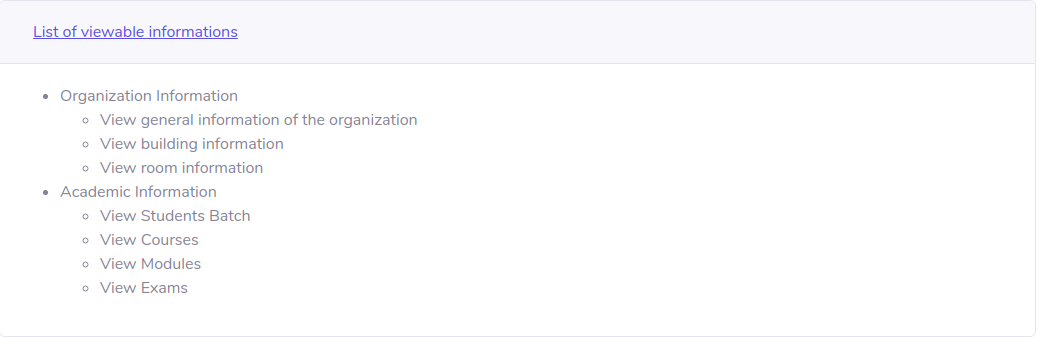 List of viewable informations
Organization Information
View general information of the organization
View building information
View room information
Academic Information
View Students Batch
View Courses
View Modules
View Exams